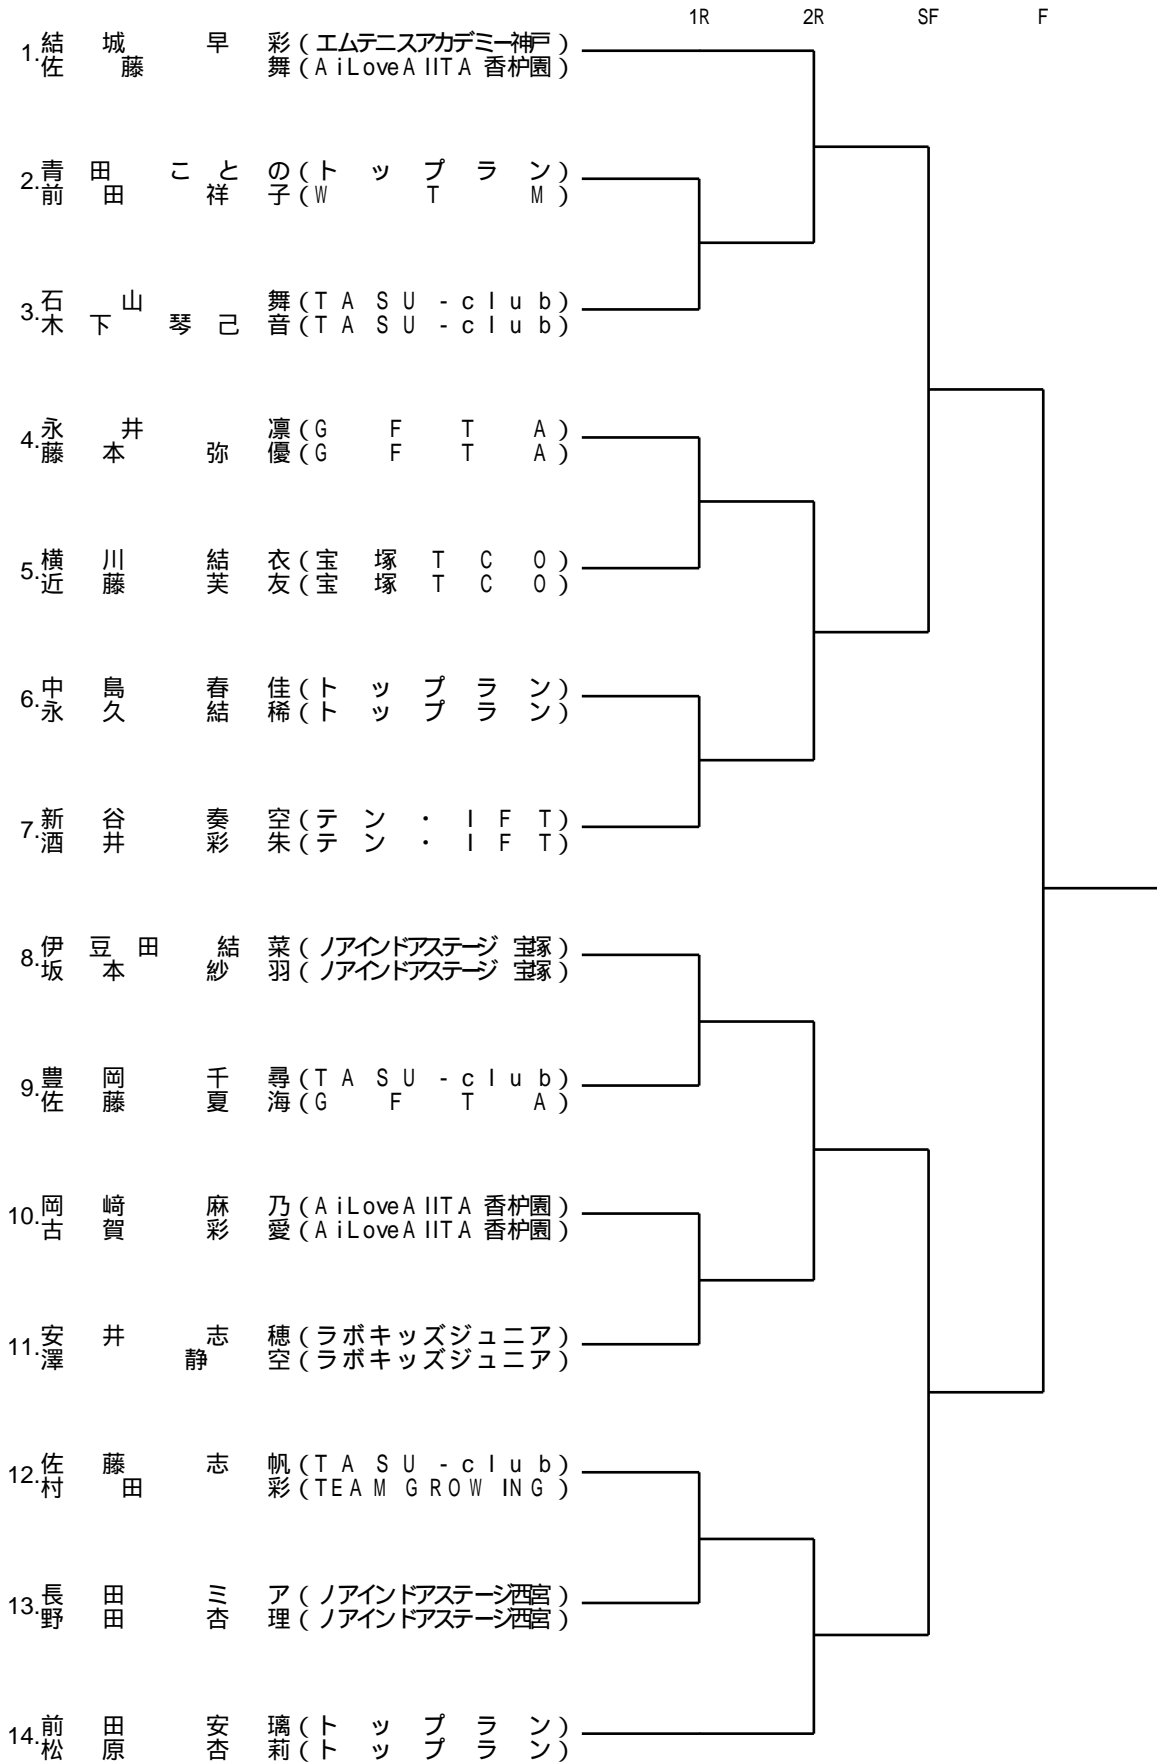 1R 2R SF F
1. 結城 早彩 (エムテニスアカデミー神戸)
佐藤 舞 (AiLoveAllT.A 香枦園)
2. 青田 ことの (トップラン)
前田 祥子 (WTM)
3. 石山 舞 (TASU-club)
木下 琴己音 (TASU-club)
4. 永井 凛 (GFTA)
藤本 弥優 (GFTA)
5. 横川 結衣 (宝塚TCO)
近藤 芙友 (宝塚TCO)
6. 中島 春佳 (トップラン)
永久 結稀 (トップラン)
7. 新谷 奏空 (テン・IFT)
酒井 彩朱 (テン・IFT)
8. 伊豆田 結菜 (ノアインドアステージ宝塚)
坂本 紗羽 (ノアインドアステージ宝塚)
9. 豊岡 千尋 (TASU-club)
佐藤 夏海 (GFTA)
10. 岡﨑 麻乃 (AiLoveAllT.A 香枦園)
古賀 彩愛 (AiLoveAllT.A 香枦園)
11. 安井 志穂 (ラボキッズジュニア)
澤 静空 (ラボキッズジュニア)
12. 佐藤 志帆 (TASU-club)
村田 彩 (TEAM GROWING)
13. 長田 ミア (ノアインドアステージ西宮)
野田 杏理 (ノアインドアステージ西宮)
14. 前田 安璃 (トップラン)
松原 杏莉 (トップラン)